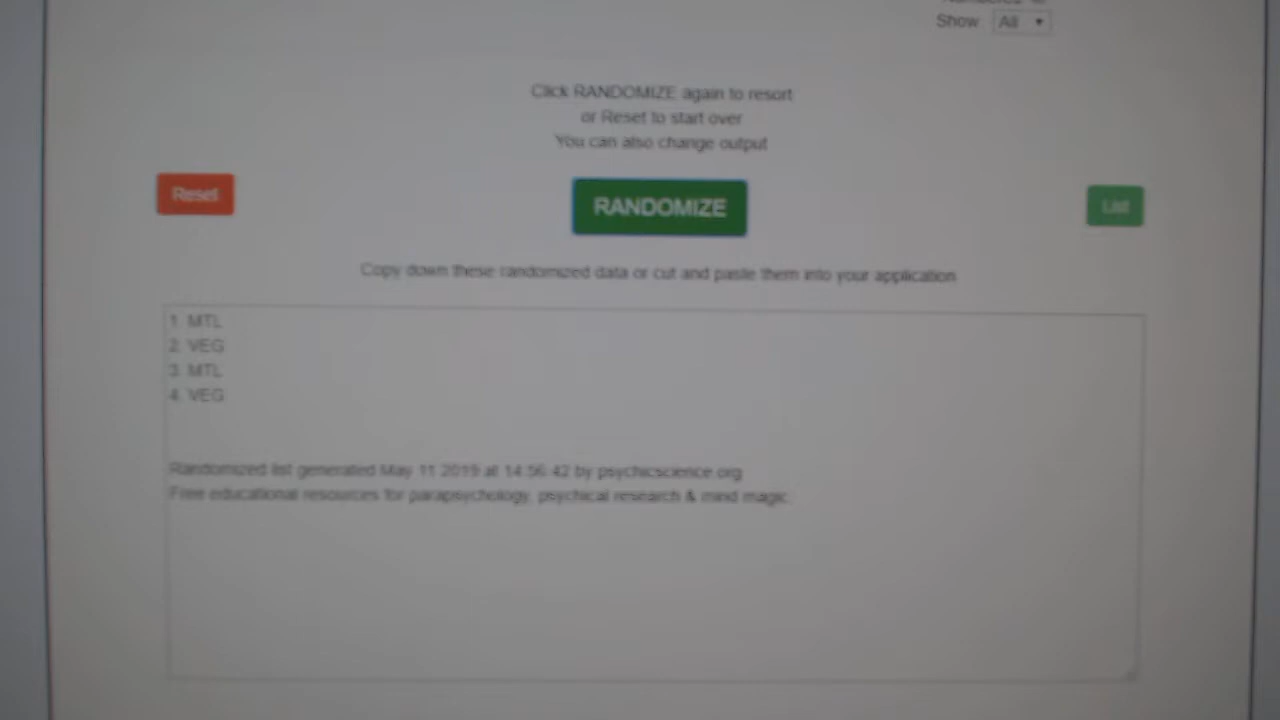 Show All
Click RANDOMIZE again to resort
or Reset to start over
You can also change output
Reset
RANDOMIZE
List
Copy down these randomized data or cut and paste them into your application
1. MTL
2. VEG
3. MTL
4. VEG
Randomized list generated May 11 2019 at 14:56:42 by psychicscience.org
Free educational resources for parapsychology, psychical research & mind magic.